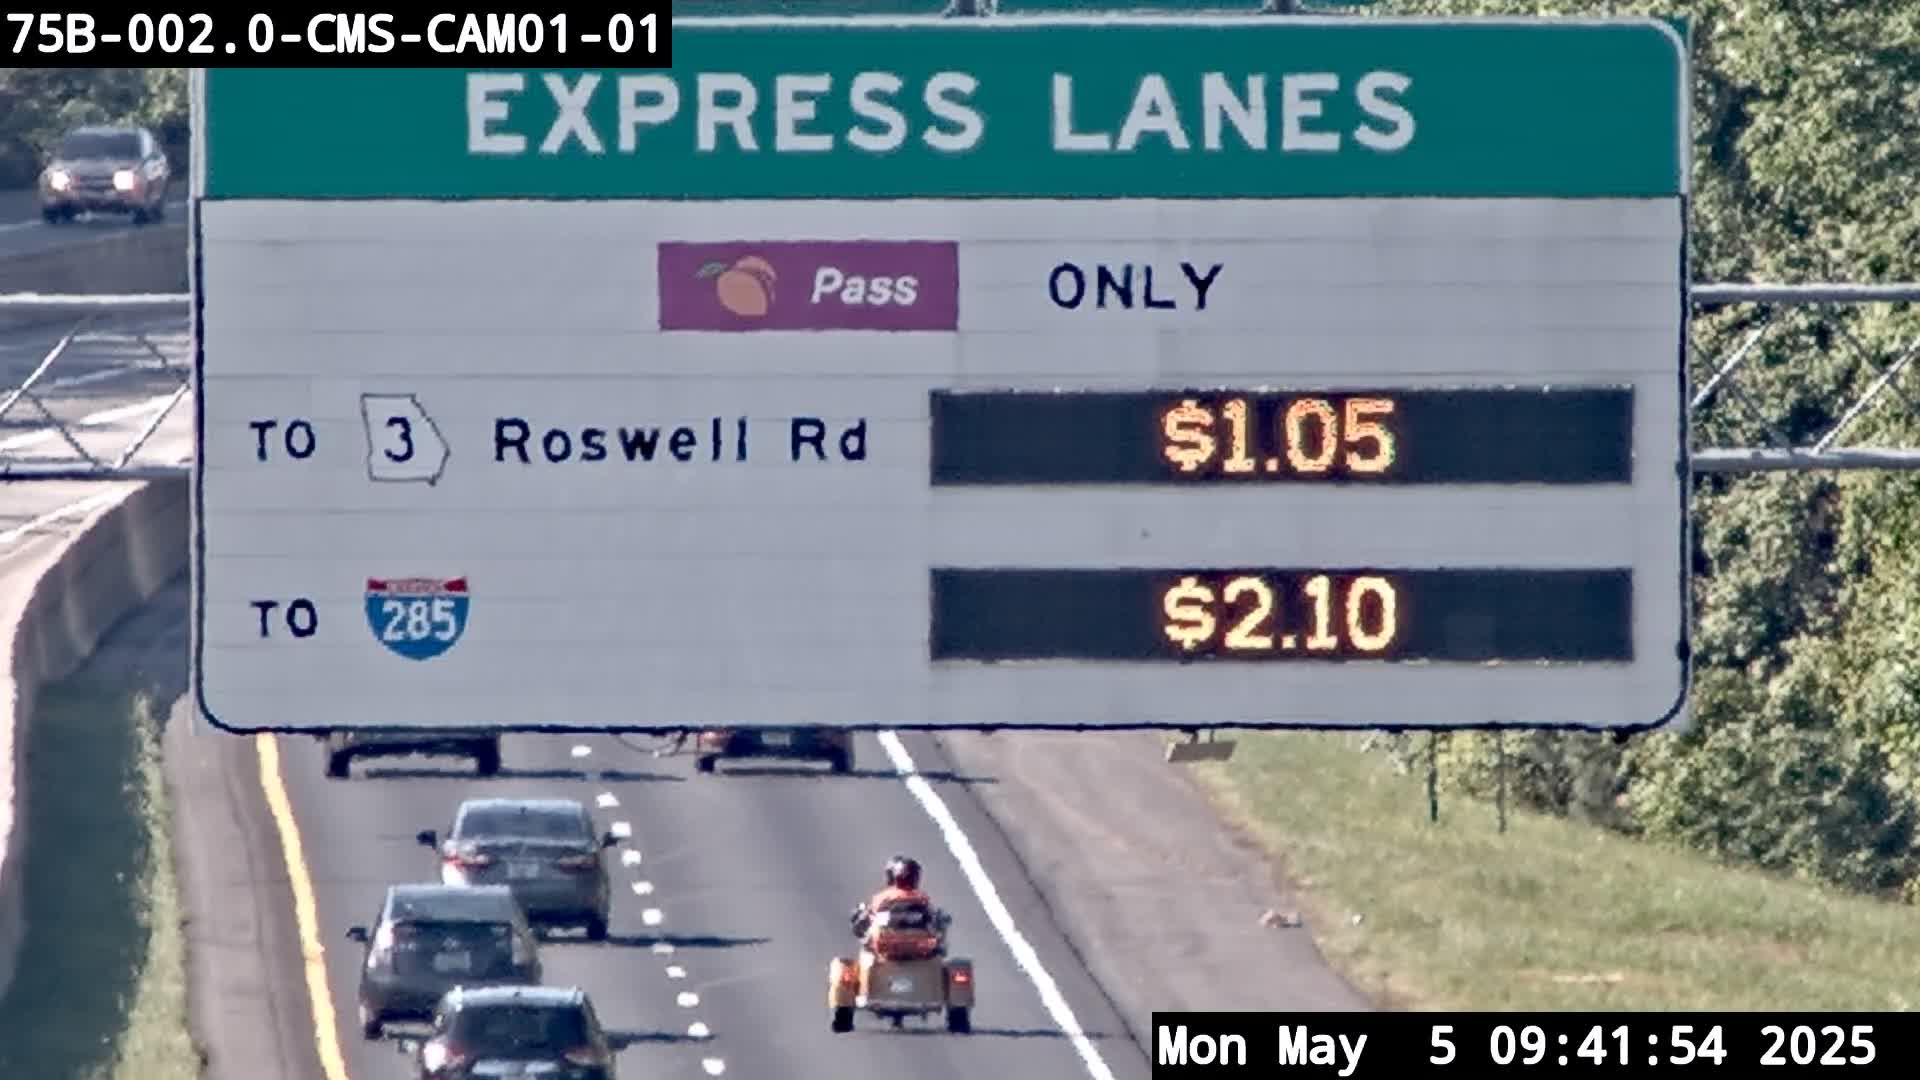 75B-002.0-CMS-CAM01-01
EXPRESS LANES
Pass ONLY
TO 3 Roswell Rd $1.05
TO 285 $2.10
Mon May 5 09:41:54 2025